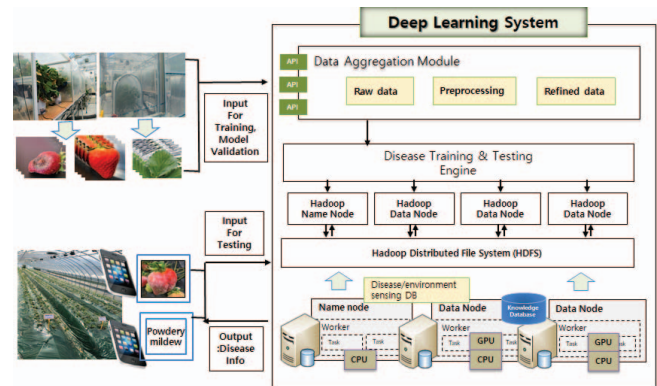 Deep Learning System
API
API
API
Data Aggregation Module
Raw data
Preprocessing
Refined data
Input
For
Training,
Model
Validation
Disease Training & Testing
Engine
Hadoop
Name Node
Hadoop
Data Node
Hadoop
Data Node
Hadoop
Data Node
Input
For
Testing
Hadoop Distributed File System (HDFS)
Disease/environment
sensing DB
Powdery
mildew
Output
:Disease
Info
Name node
Worker
Task
Task
CPU
Data Node
Worker
Task
Task
GPU
CPU
Knowledge
Database
Data Node
Worker
Task
Task
GPU
CPU